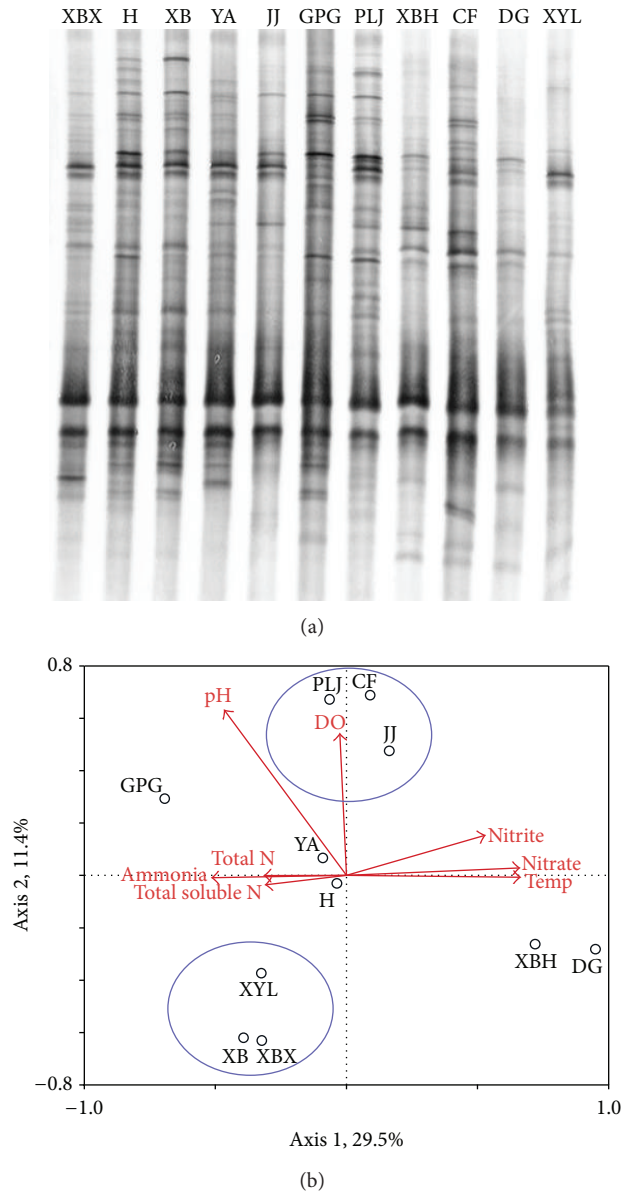 XBX H XB YA JJ GPG PLJ XBH CF DG XYL
(a)
0.8
PLJ CF
pH
DO
JJ
GPG
Nitrite
YA
Total N
Nitrate
Ammonia
Temp
Total soluble N
H
XBH
DG
XYL
XB XBX
−0.8
−1.0 1.0
Axis 2, 11.4%
Axis 1, 29.5%
(b)